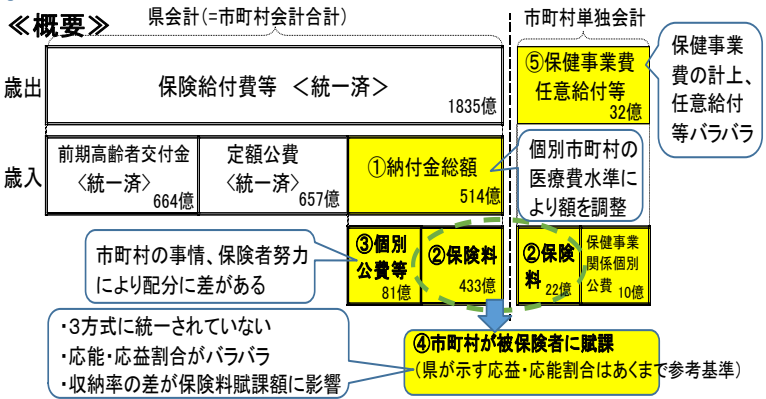 ≪概要≫
県会計(=市町村会計合計)
市町村単独会計
歳出
保険給付費等 <統一済>
1835億
⑤保健事業費
任意給付等
32億
保健事業
費の計上、
任意給付
等バラバラ
歳入
前期高齢者交付金
〈統一済〉
664億
定額公費
〈統一済〉
657億
①納付金総額
514億
個別市町村の
医療費水準に
より額を調整
市町村の事情、保険者努力
により配分に差がある
③個別
公費等
81億
②保険料
433億
②保険
料 22億
保健事業
関係個別
公費 10億
・3方式に統一されていない
・応能・応益割合がバラバラ
・収納率の差が保険料賦課額に影響
④市町村が被保険者に賦課
(県が示す応益・応能割合はあくまで参考基準)